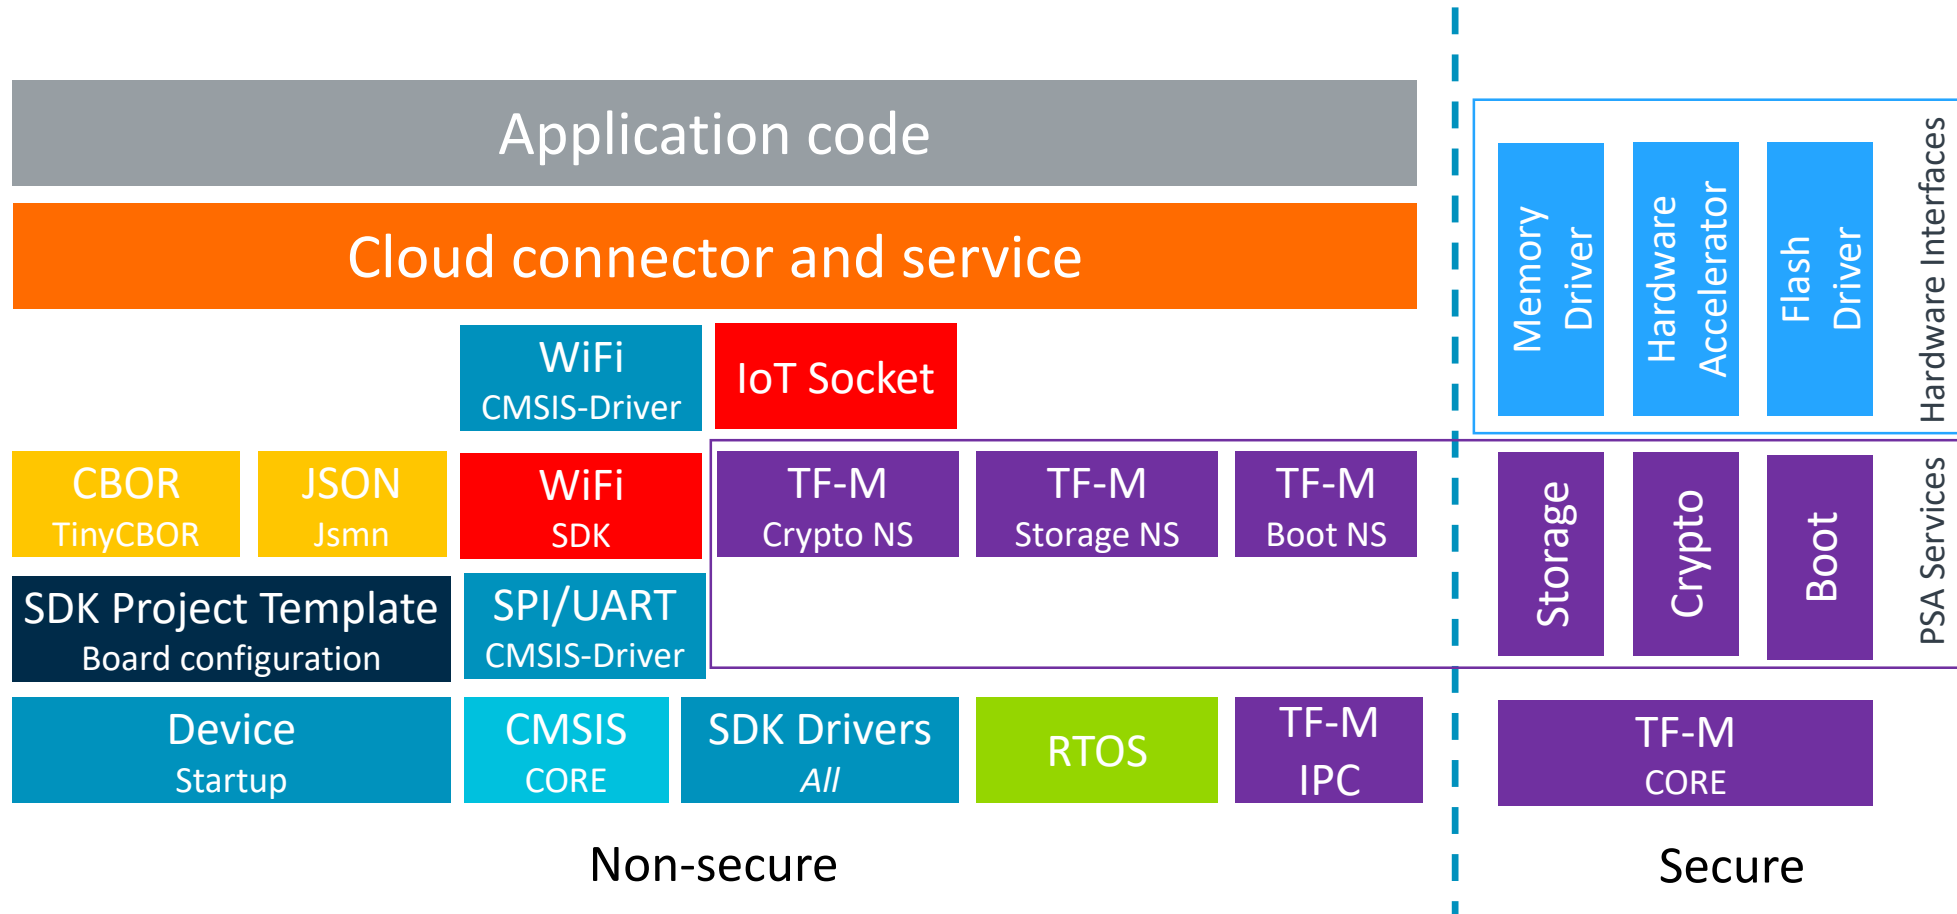 Application code
Cloud connector and service
WiFi
CMSIS-Driver
IoT Socket
CBOR
TinyCBOR
JSON
Jsmn
WiFi
SDK
TF-M
Crypto NS
TF-M
Storage NS
TF-M
Boot NS
SDK Project Template
Board configuration
SPI/UART
CMSIS-Driver
Device
Startup
CMSIS
CORE
SDK Drivers
All
RTOS
TF-M
IPC
Non-secure
Memory
Driver
Hardware
Accelerator
Flash
Driver
Hardware Interfaces
Storage
Crypto
Boot
PSA Services
TF-M
CORE
Secure